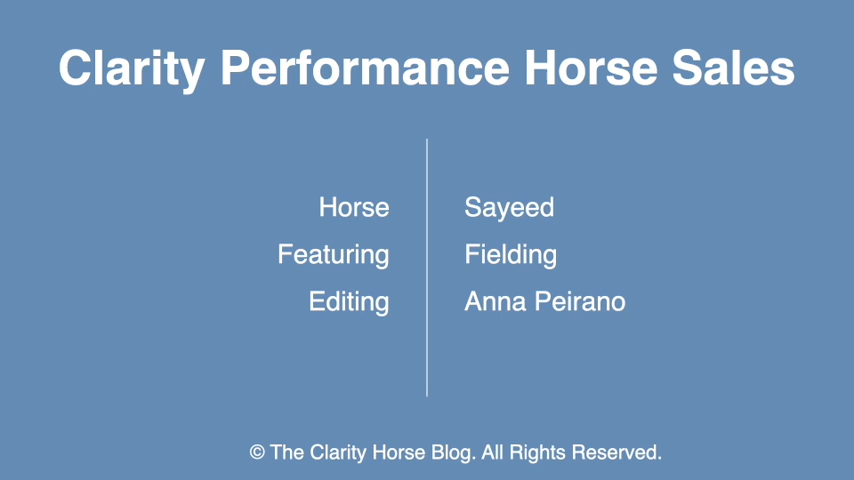 Clarity Performance Horse Sales
Horse Sayeed
Featuring Fielding
Editing Anna Peirano
© The Clarity Horse Blog. All Rights Reserved.